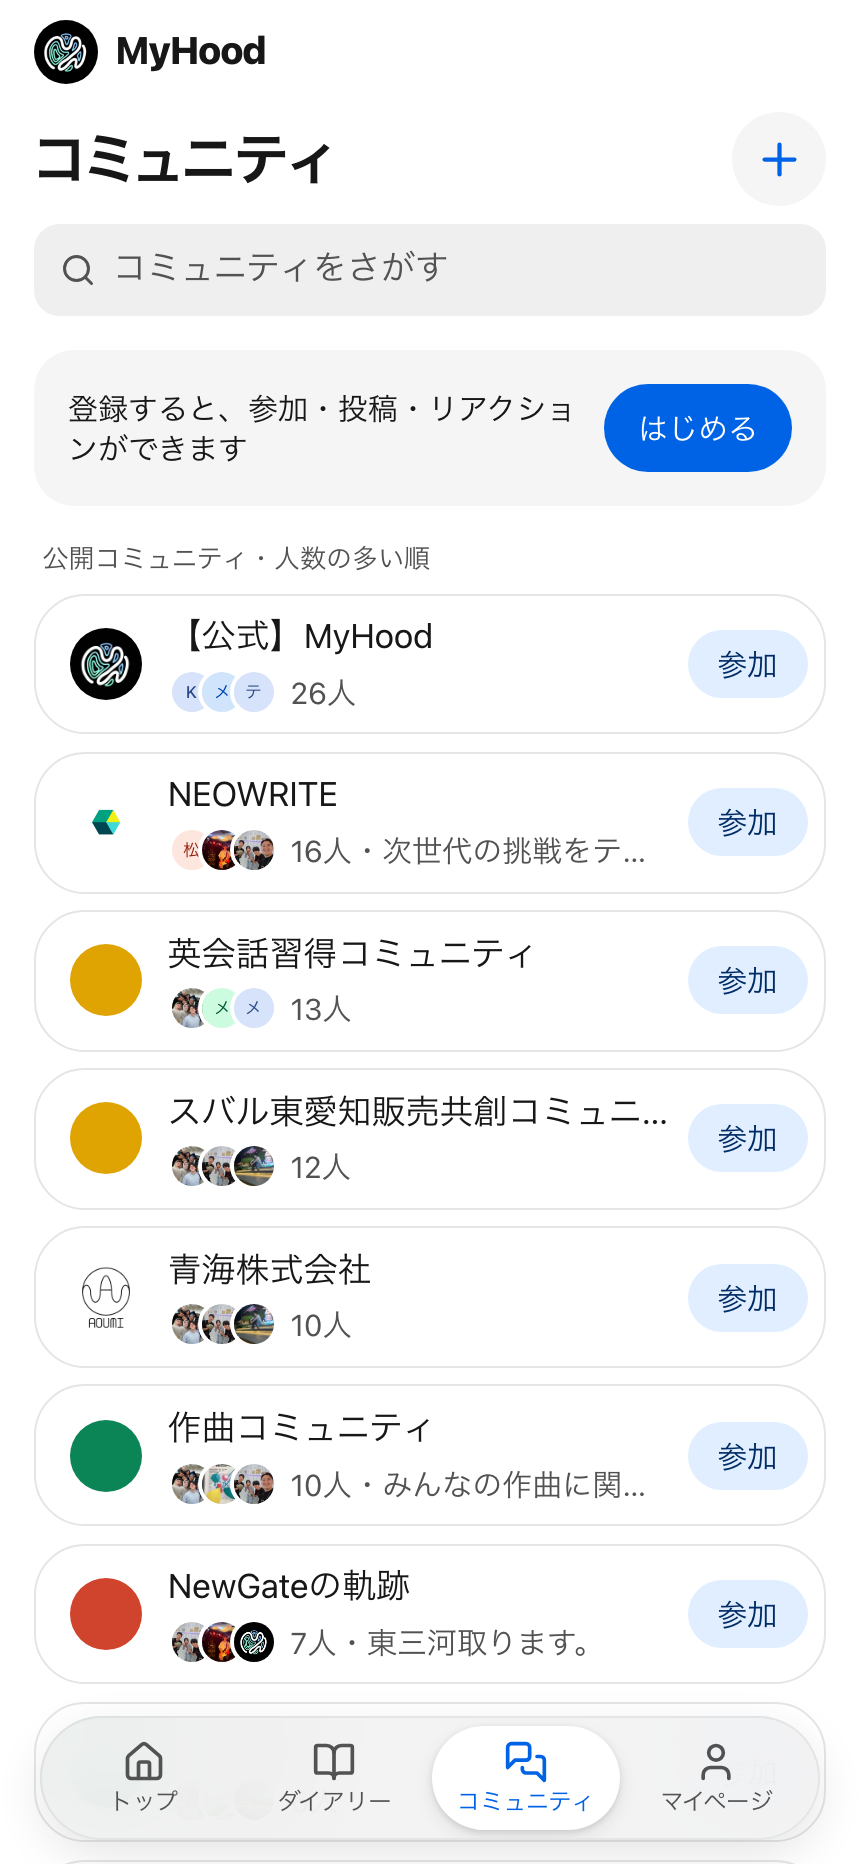 MyHood
コミュニティ
コミュニティをさがす
登録すると、参加・投稿・リアクショ
ンができます
はじめる
公開コミュニティ・人数の多い順
【公式】MyHood
K メ テ 26人
参加
NEOWRITE
松 16人・次世代の挑戦をテ...
参加
英会話習得コミュニティ
メ メ 13人
参加
スバル東愛知販売共創コミュニ...
12人
参加
青海株式会社
AOUMI
10人
参加
作曲コミュニティ
10人・みんなの作曲に関...
参加
NewGateの軌跡
7人・東三河取ります。
参加
トップ
ダイアリー
コミュニティ
マイページ